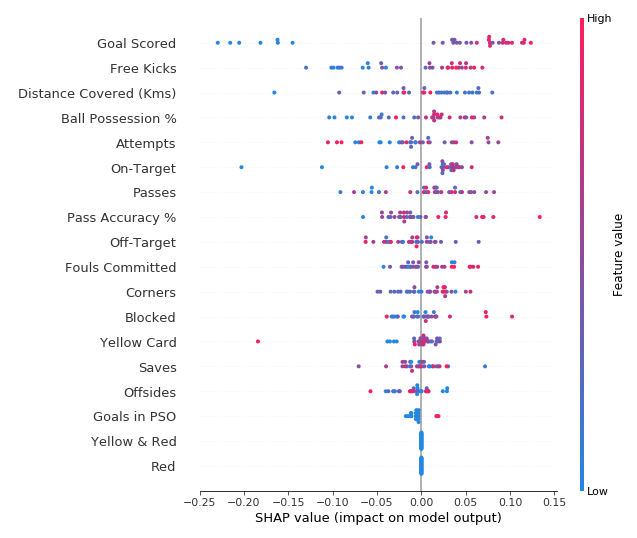 High
Goal Scored
Free Kicks
Distance Covered (Kms)
Ball Possession %
Attempts
On-Target
Passes
Pass Accuracy %
Off-Target
Fouls Committed
Corners
Blocked
Yellow Card
Saves
Offsides
Goals in PSO
Yellow & Red
Red
Feature value
Low
−0.25 −0.20 −0.15 −0.10 −0.05 0.00 0.05 0.10 0.15
SHAP value (impact on model output)